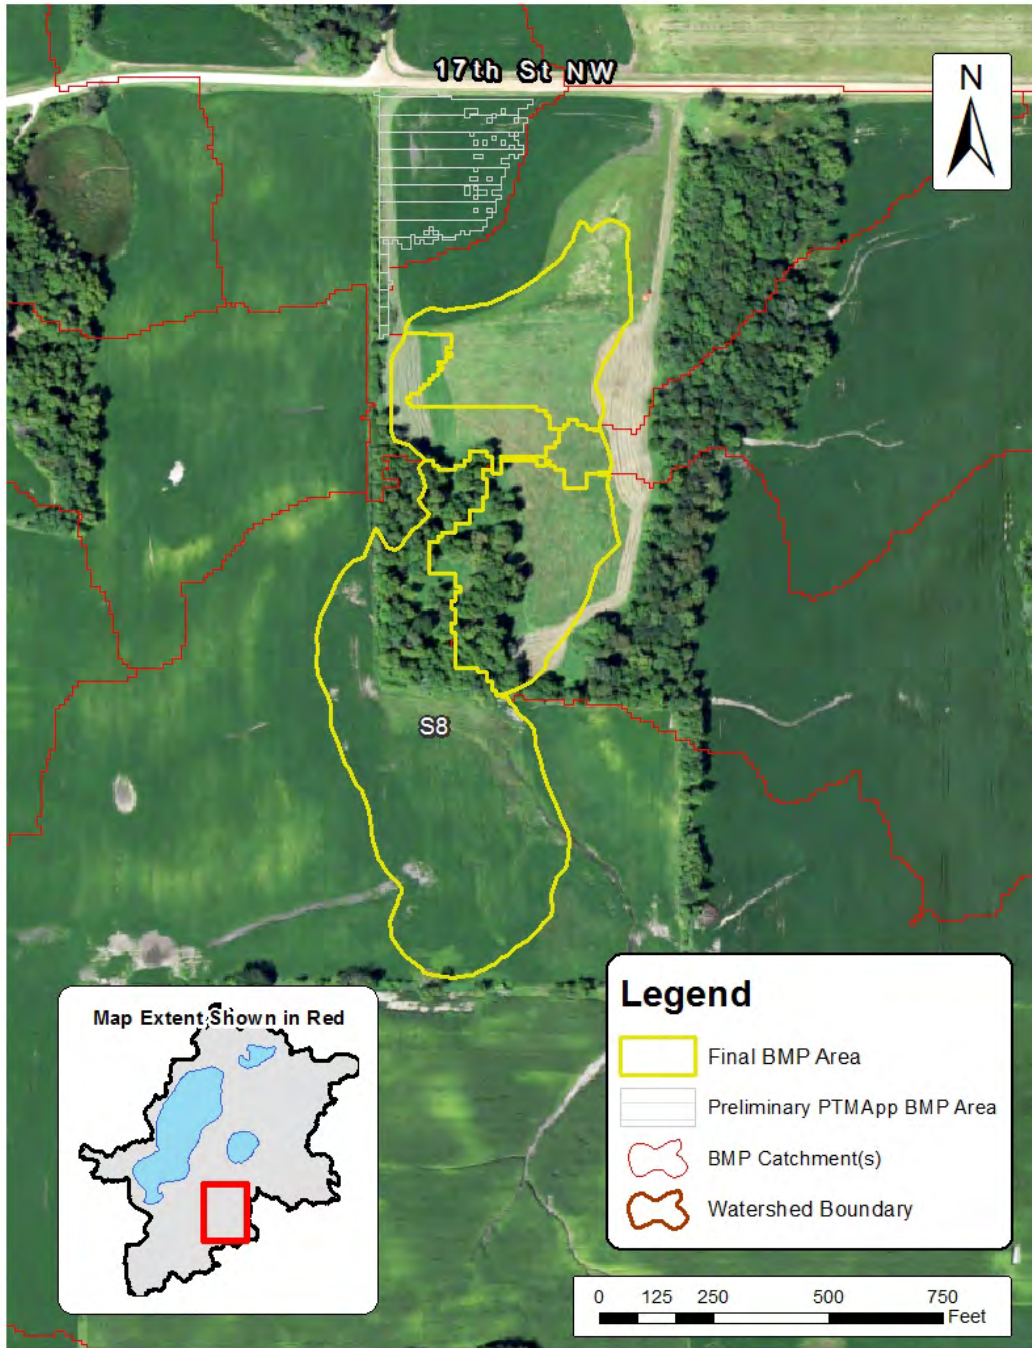 17th St NW
N
S8
Map Extent Shown in Red
Legend
Final BMP Area
Preliminary PTMApp BMP Area
BMP Catchment(s)
Watershed Boundary
0 125 250 500 750
Feet